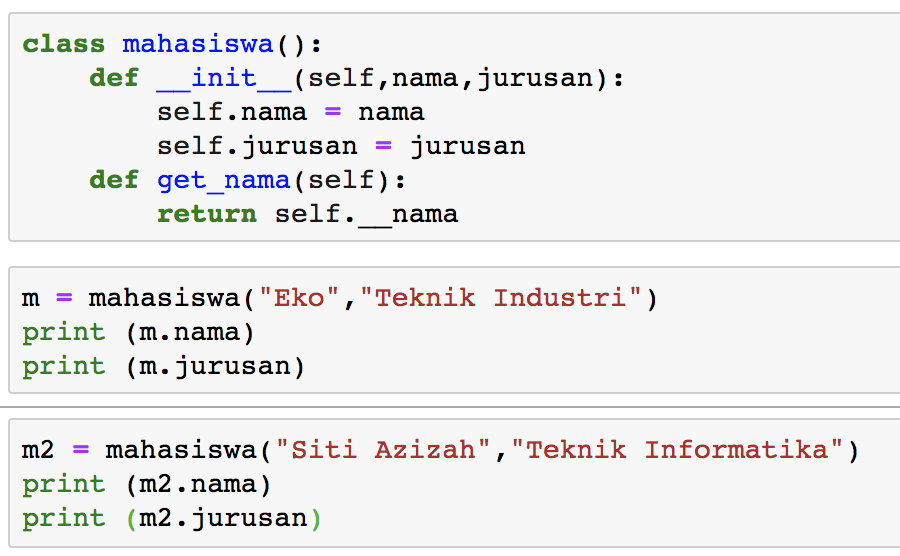 class mahasiswa():
    def __init__(self,nama,jurusan):
        self.nama = nama
        self.jurusan = jurusan
    def get_nama(self):
        return self.__nama
m = mahasiswa("Eko","Teknik Industri")
print (m.nama)
print (m.jurusan)
m2 = mahasiswa("Siti Azizah","Teknik Informatika")
print (m2.nama)
print (m2.jurusan)